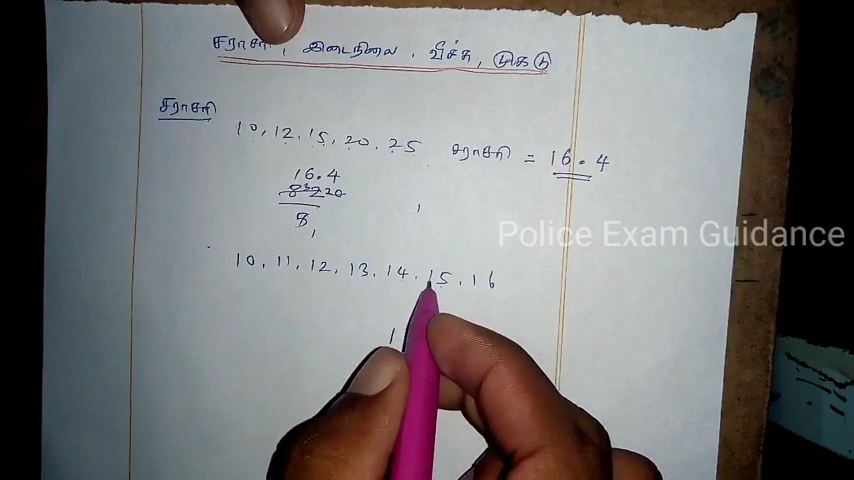 சராசரி, இடைநிலை, வீச்சு, முகடு
சராசரி
10, 12, 15, 20, 25 சராசரி = 16.4
16.4
5
10, 11, 12, 13, 14, 15, 16
Police Exam Guidance